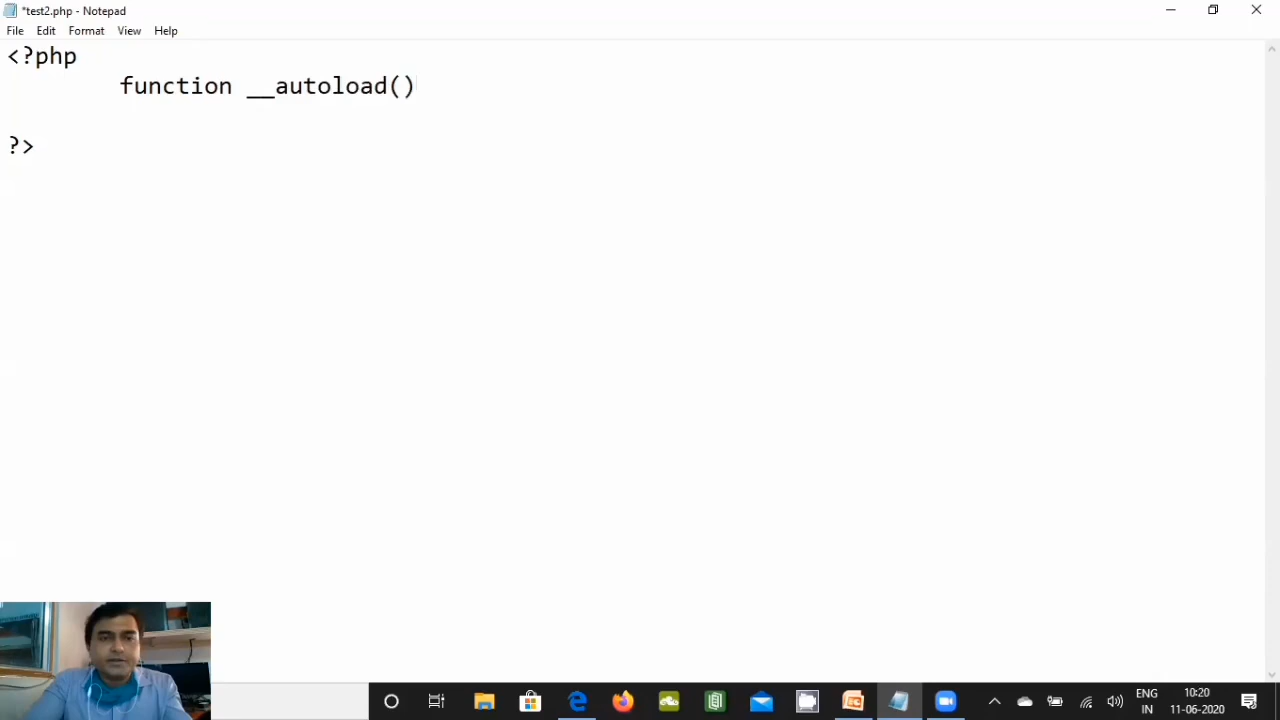 *test2.php - Notepad
File Edit Format View Help
<?php
function __autoload()
?>
ENG
IN
10:20
11-06-2020